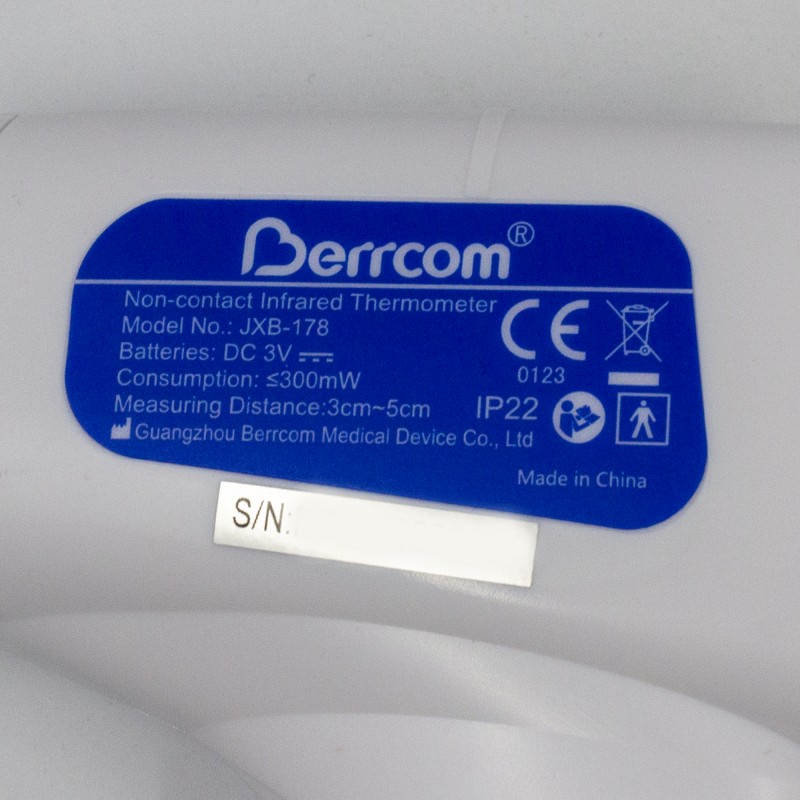 Berrcom®
Non-contact Infrared Thermometer
Model No.: JXB-178
Batteries: DC 3V
Consumption: ≤300mW
Measuring Distance:3cm~5cm
CE
0123
IP22
Guangzhou Berrcom Medical Device Co., Ltd
Made in China
S/N: